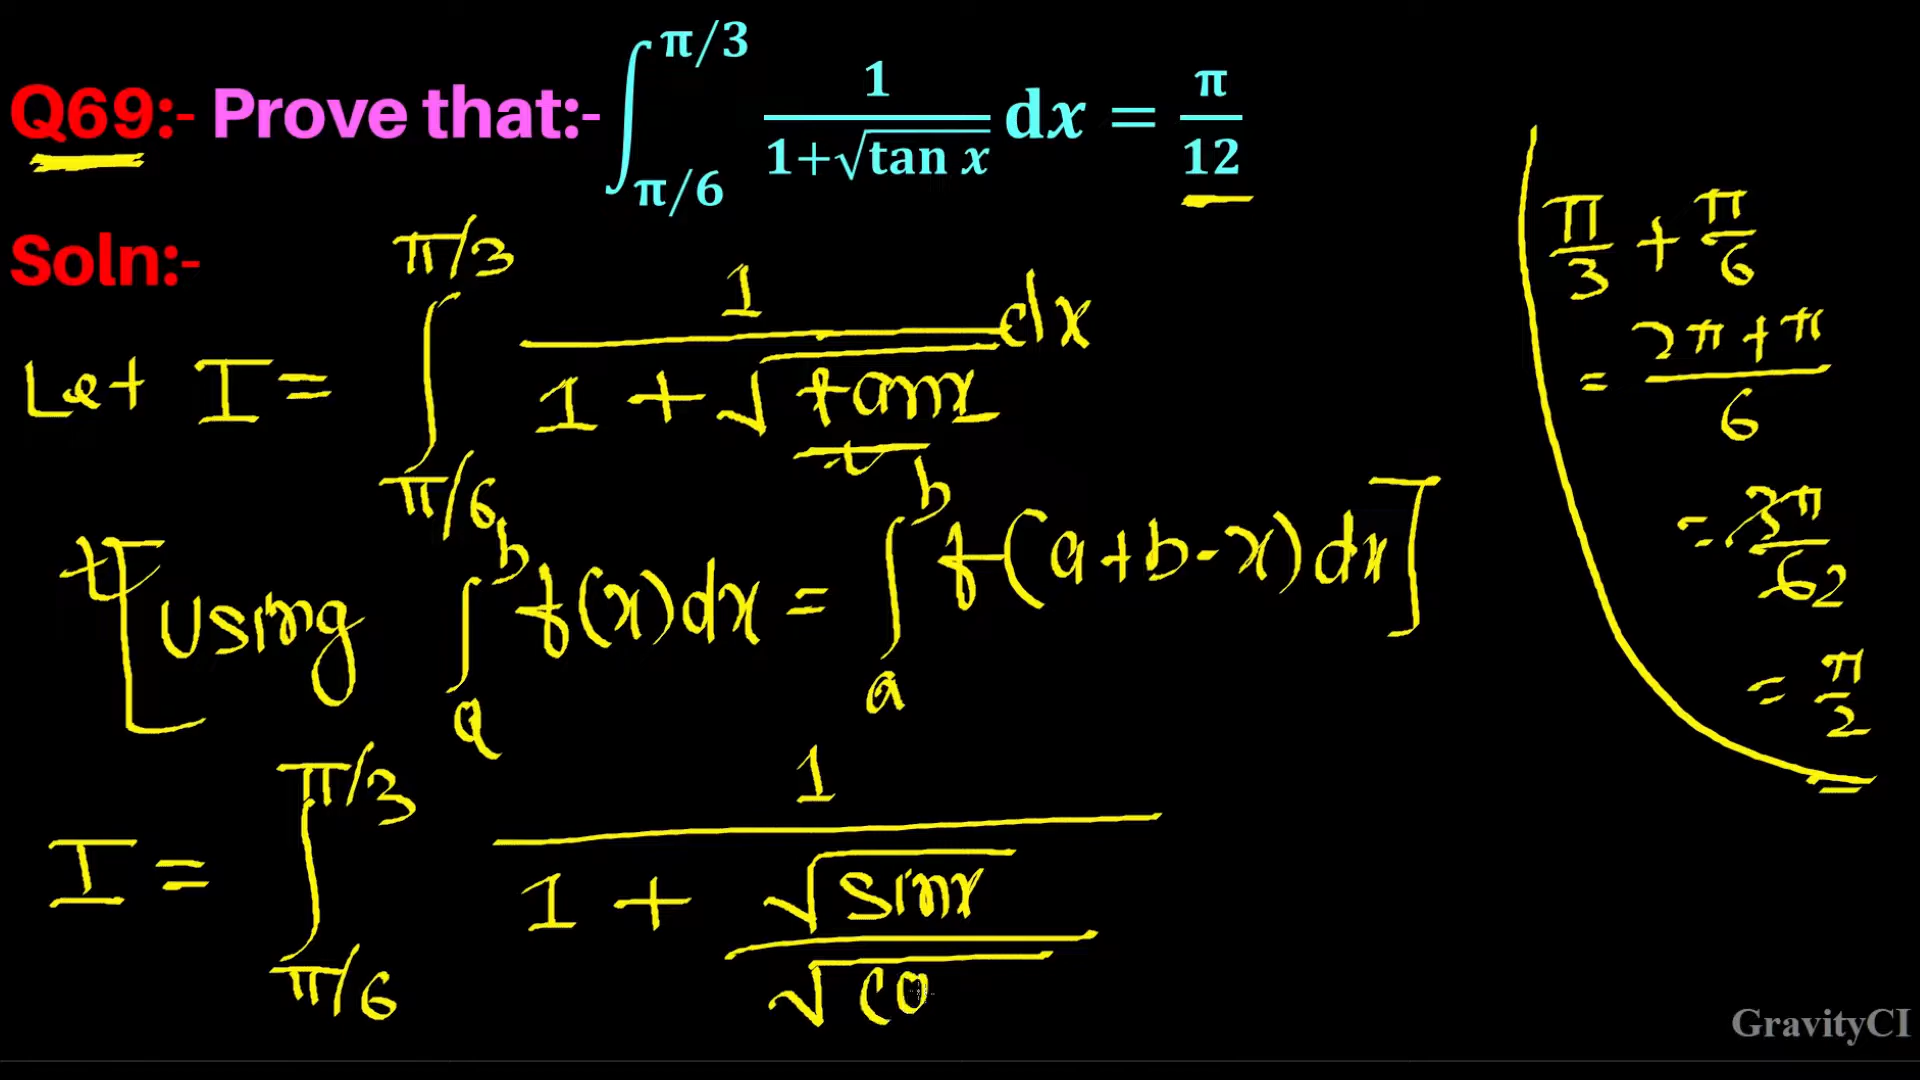 Q69:- Prove that:- ∫_{π/6}^{π/3} 1/(1+√tan x) dx = π/12
Soln:-
Let I = ∫_{π/6}^{π/3} 1/(1+√tanx) dx
[Using ∫_a^b f(x)dx = ∫_a^b f(a+b-x)dx]
I = ∫_{π/6}^{π/3} 1/(1+√sinx/√co
π/3 + π/6
= (2π+π)/6
= 3π/6 2
= π/2
GravityCI